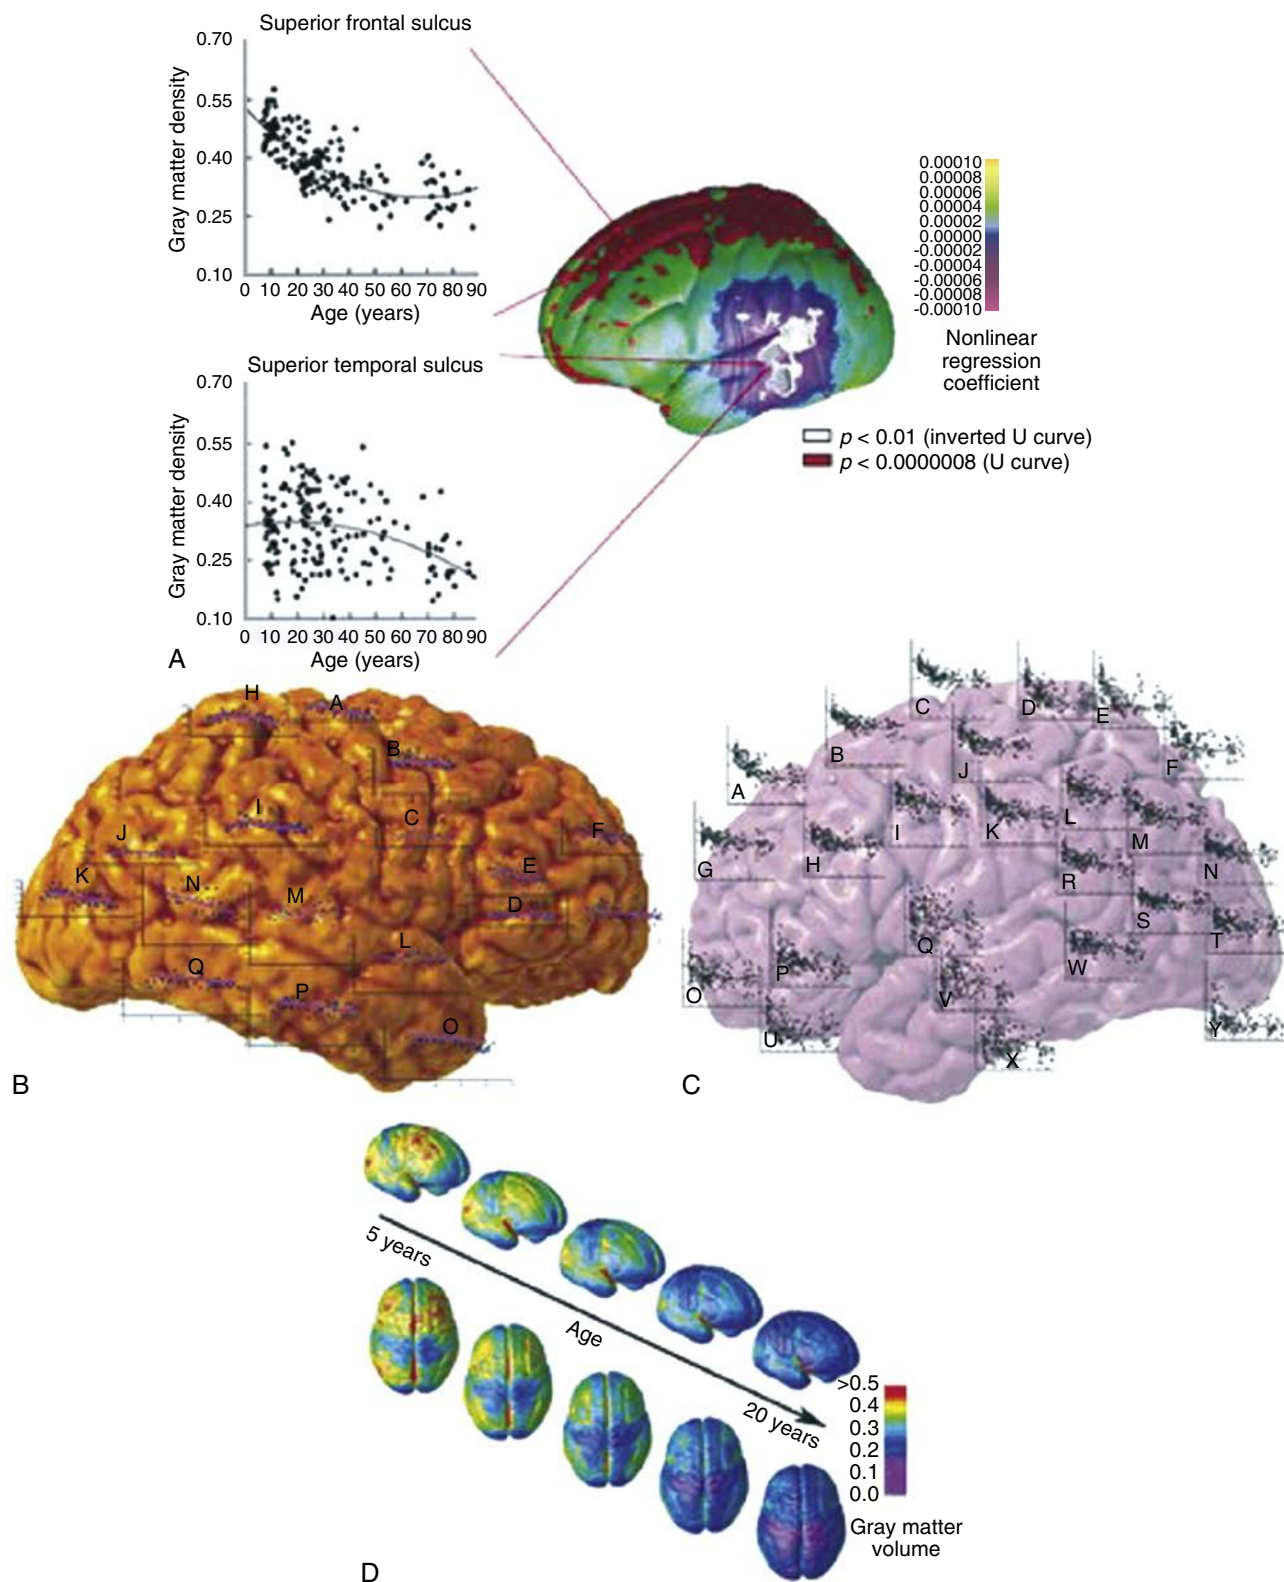 Superior frontal sulcus
Gray matter density
0.70
0.55
0.40
0.25
0.10
0 10 20 30 40 50 60 70 80 90
Age (years)
0.00010
0.00008
0.00006
0.00004
0.00002
0.00000
-0.00002
-0.00004
-0.00006
-0.00008
-0.00010
Nonlinear
regression
coefficient
Superior temporal sulcus
Gray matter density
0.70
0.55
0.40
0.25
0.10
0 10 20 30 40 50 60 70 80 90
Age (years)
p < 0.01 (inverted U curve)
p < 0.0000008 (U curve)
A
H
A
B
I
C
F
J
E
K
N
M
D
L
Q
P
O
B
C
D
E
B
J
F
A
I
K
L
M
G
H
R
N
Q
S
T
O
P
V
W
U
X
Y
C
5 years
Age
20 years
>0.5
0.4
0.3
0.2
0.1
0.0
Gray matter
volume
D